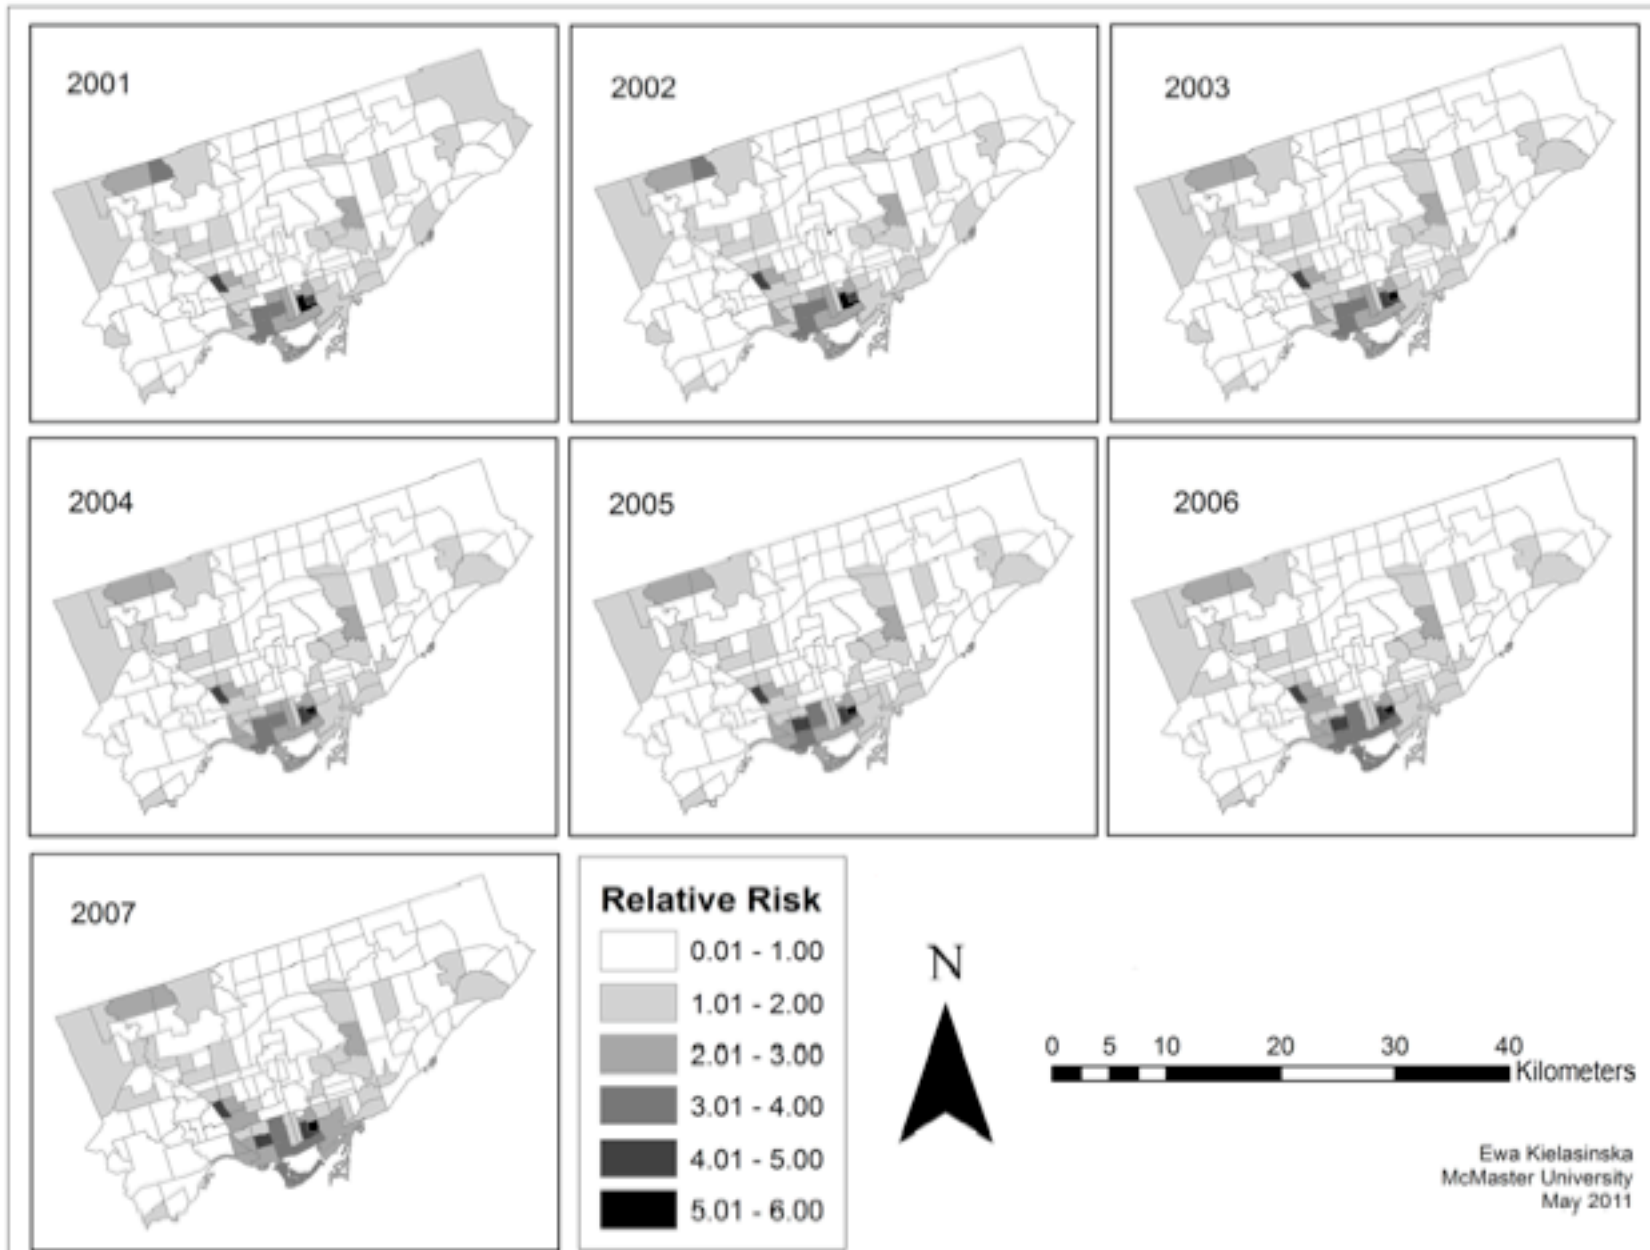 2001
2002
2003
2004
2005
2006
2007
Relative Risk
0.01 - 1.00
1.01 - 2.00
2.01 - 3.00
3.01 - 4.00
4.01 - 5.00
5.01 - 6.00
N
0 5 10 20 30 40
Kilometers
Ewa Kielasinska
McMaster University
May 2011